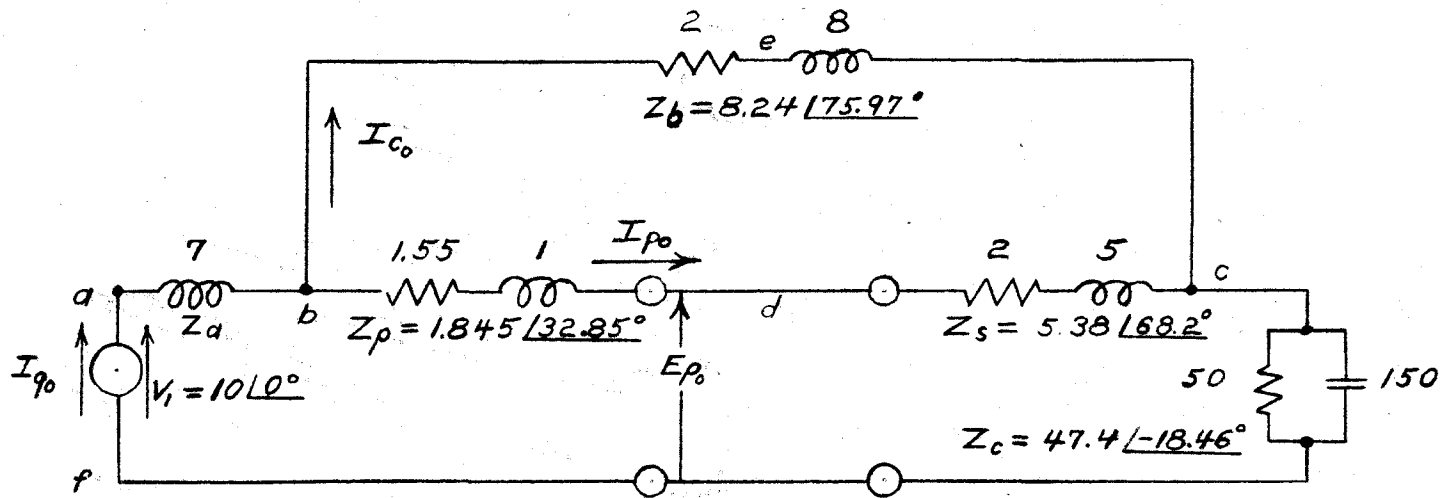 2 e 8
Z_b = 8.24 /75.97°
I_c₀
7 1.55 1 I_p₀ 2 5 c
a b d
Z_a Z_p = 1.845 /32.85° Z_s = 5.38 /68.2°
I_q₀ V₁ = 10 /0° E_p₀ 50 150
Z_c = 47.4 /-18.46°
f